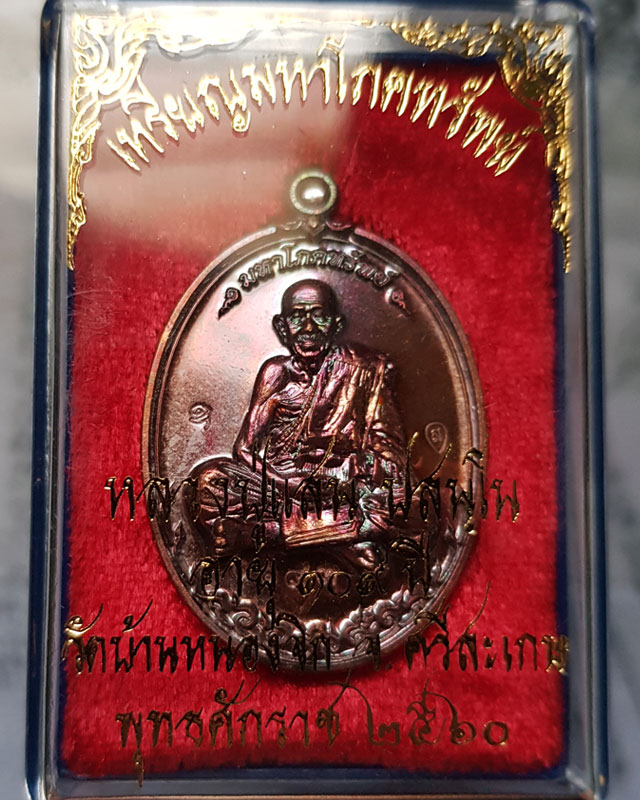 เหรียญมหาโภคทรัพย์
มหาโภคทรัพย์
หลวงปู่แสน ปสนฺโน
อายุ ๑๐๙ ปี
วัดบ้านหนองจิก จ. ศรีสะเกษ
พุทธศักราช ๒๕๖๐